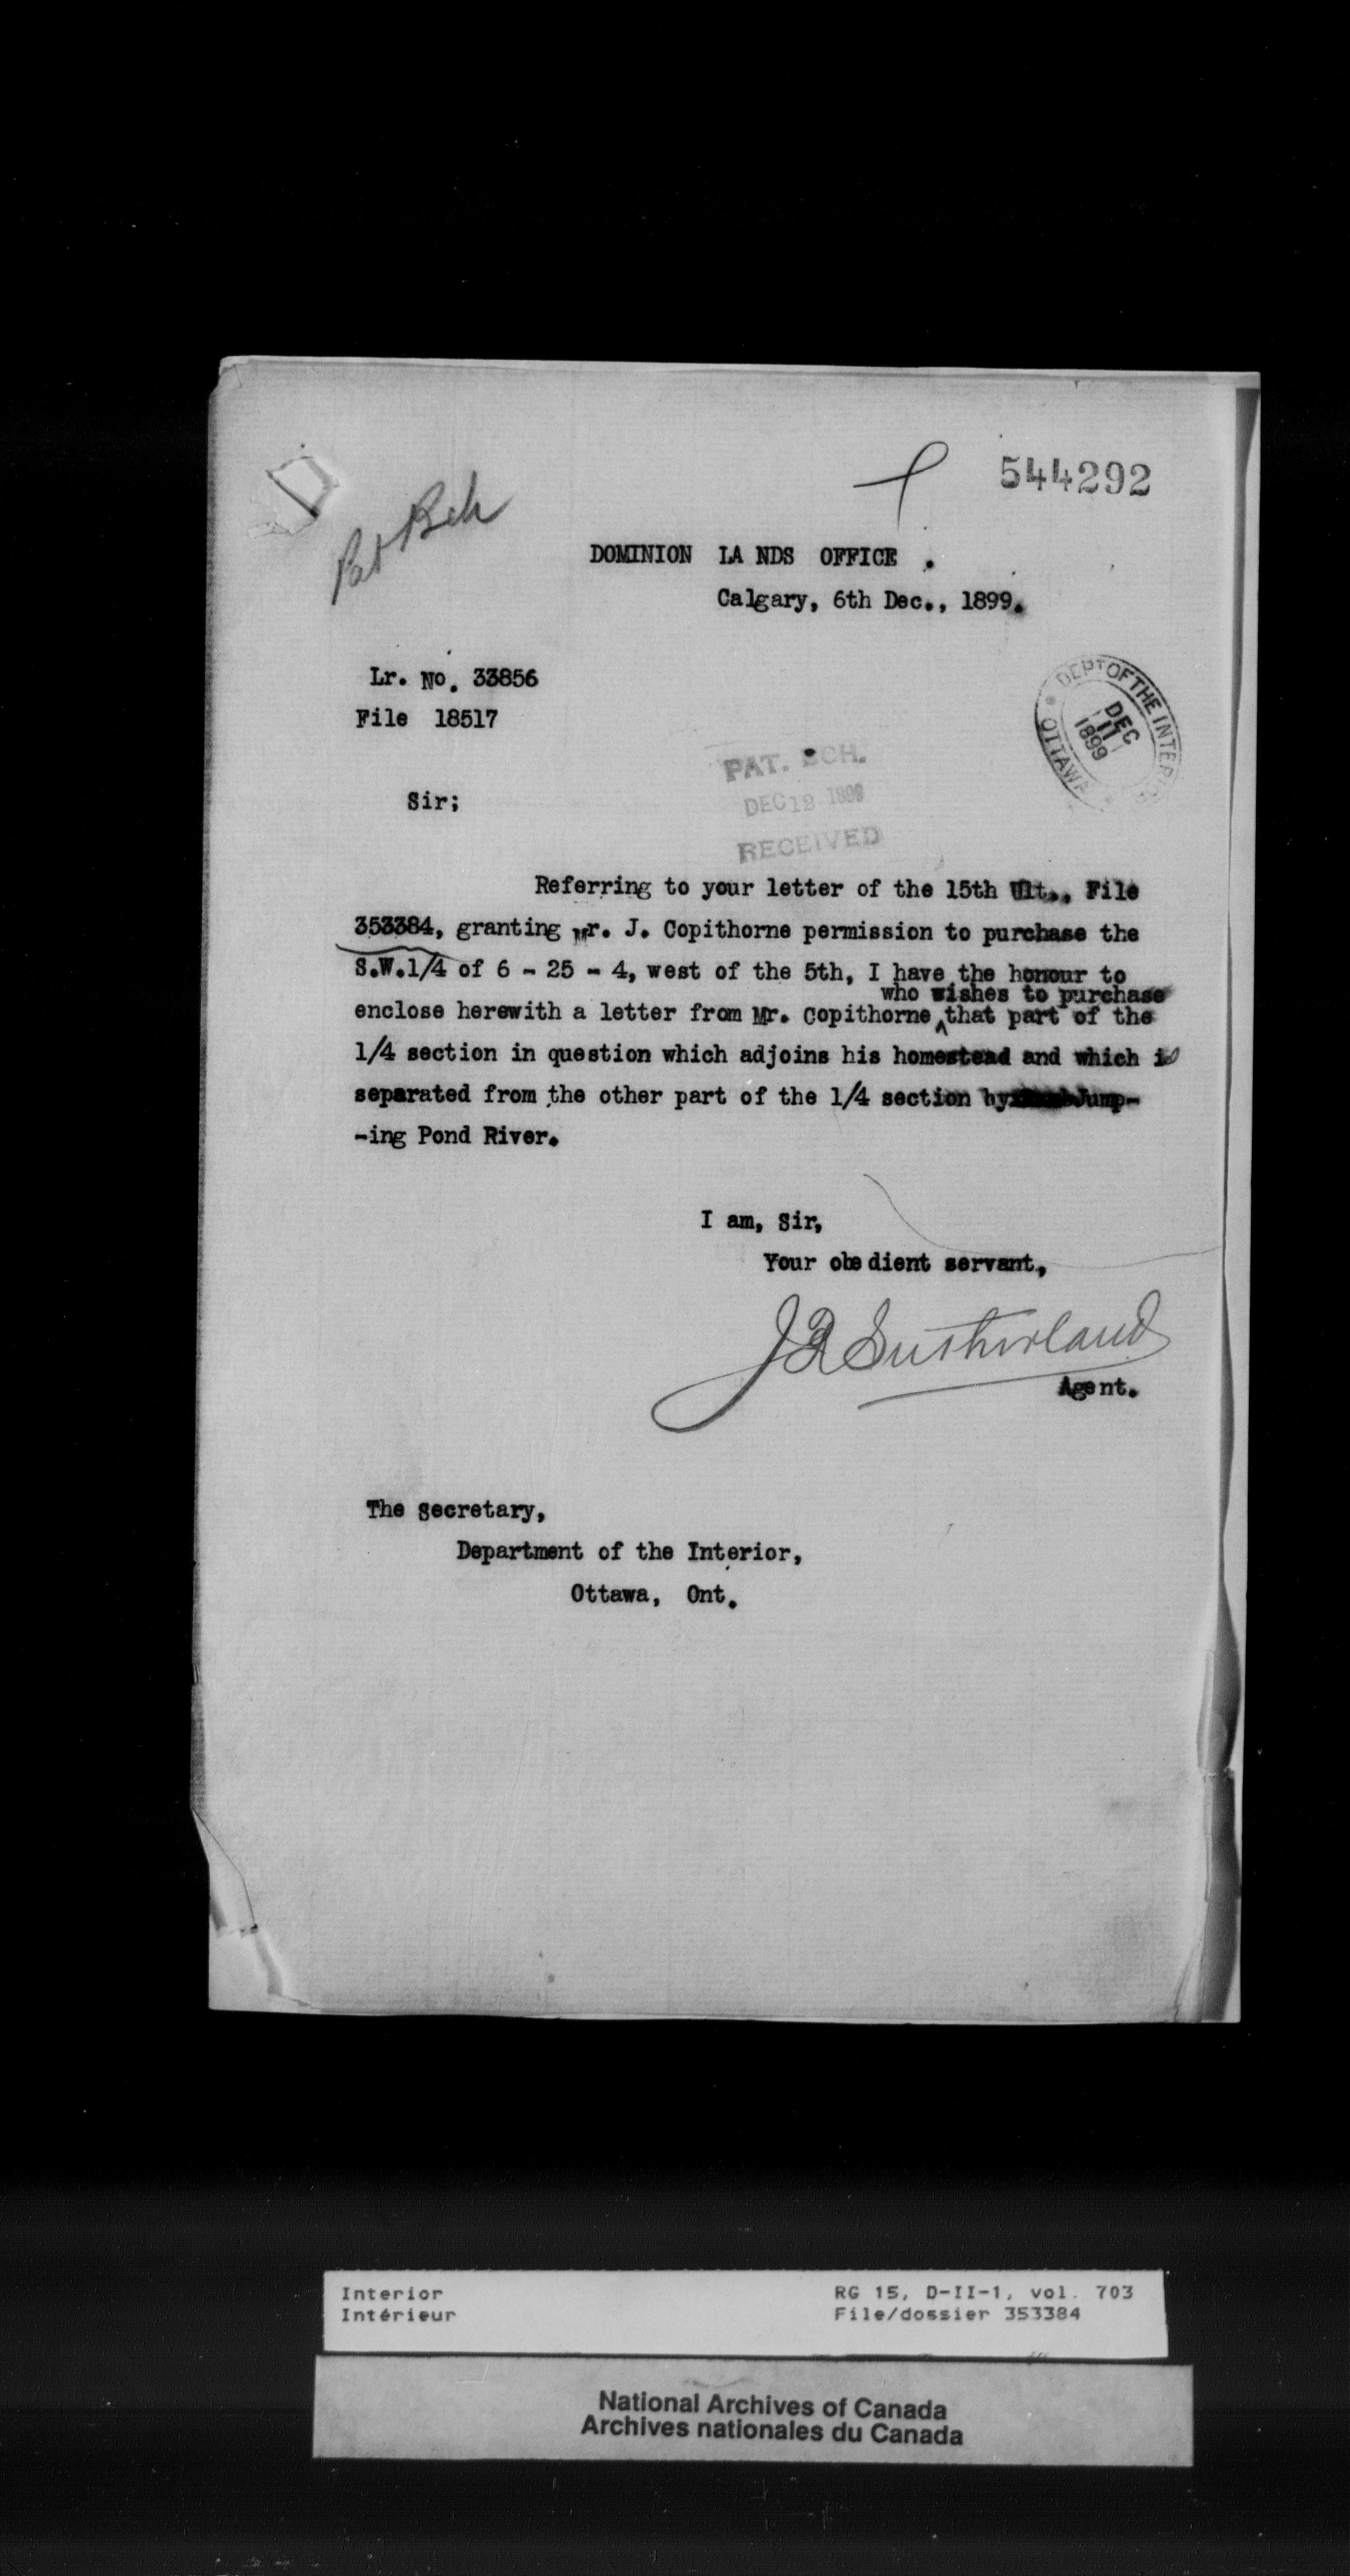 544292
Pat Bch
DOMINION LA NDS OFFICE .
Calgary, 6th Dec., 1899.
Lr. No. 33856
File 18517
DEPT OF THE INTERIOR
DEC 11 1899
OTTAWA
PAT. BCH.
DEC 12 1899
RECEIVED
Sir;
Referring to your letter of the 15th Ult., File
353384, granting Mr. J. Copithorne permission to purchase the
S.W.1/4 of 6 - 25 - 4, west of the 5th, I have the honour to
who wishes to purchase
enclose herewith a letter from Mr. Copithorne ^ that part of the
1/4 section in question which adjoins his homestead and which is
separated from the other part of the 1/4 section by Jump-
-ing Pond River.
I am, Sir,
Your obedient servant,
Sutherland
Agent.
The Secretary,
Department of the Interior,
Ottawa, Ont.
Interior RG 15, D-II-1, vol. 703
Intérieur File/dossier 353384
National Archives of Canada
Archives nationales du Canada